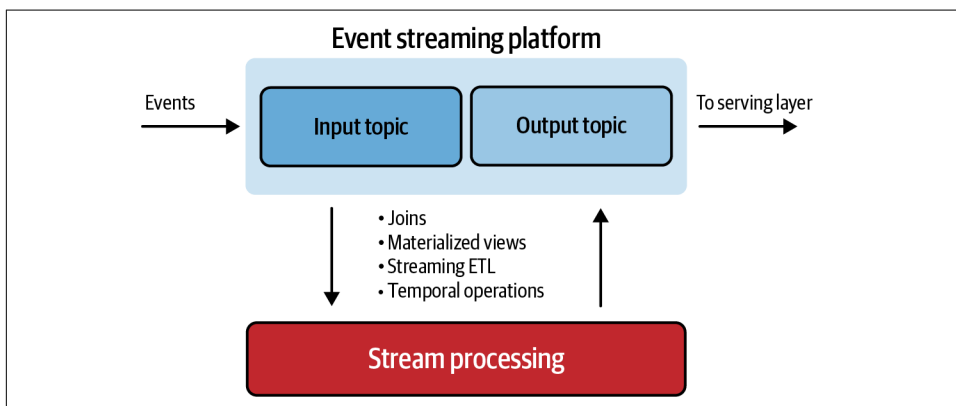 Event streaming platform
Events
Input topic
Output topic
To serving layer
• Joins
• Materialized views
• Streaming ETL
• Temporal operations
Stream processing